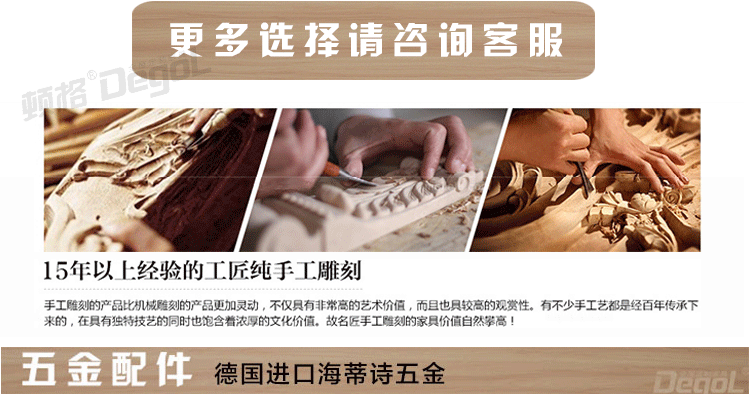 更多选择请咨询客服
顿格®DegoL
15年以上经验的工匠纯手工雕刻
手工雕刻的产品比机械雕刻的产品更加灵动，不仅具有非常高的艺术价值，而且也具较高的观赏性。有不少手工艺都是经百年传承下
来的，在具有独特技艺的同时也饱含着浓厚的文化价值。故名匠手工雕刻的家具价值自然攀高！
五金配件 德国进口海蒂诗五金
DegoL